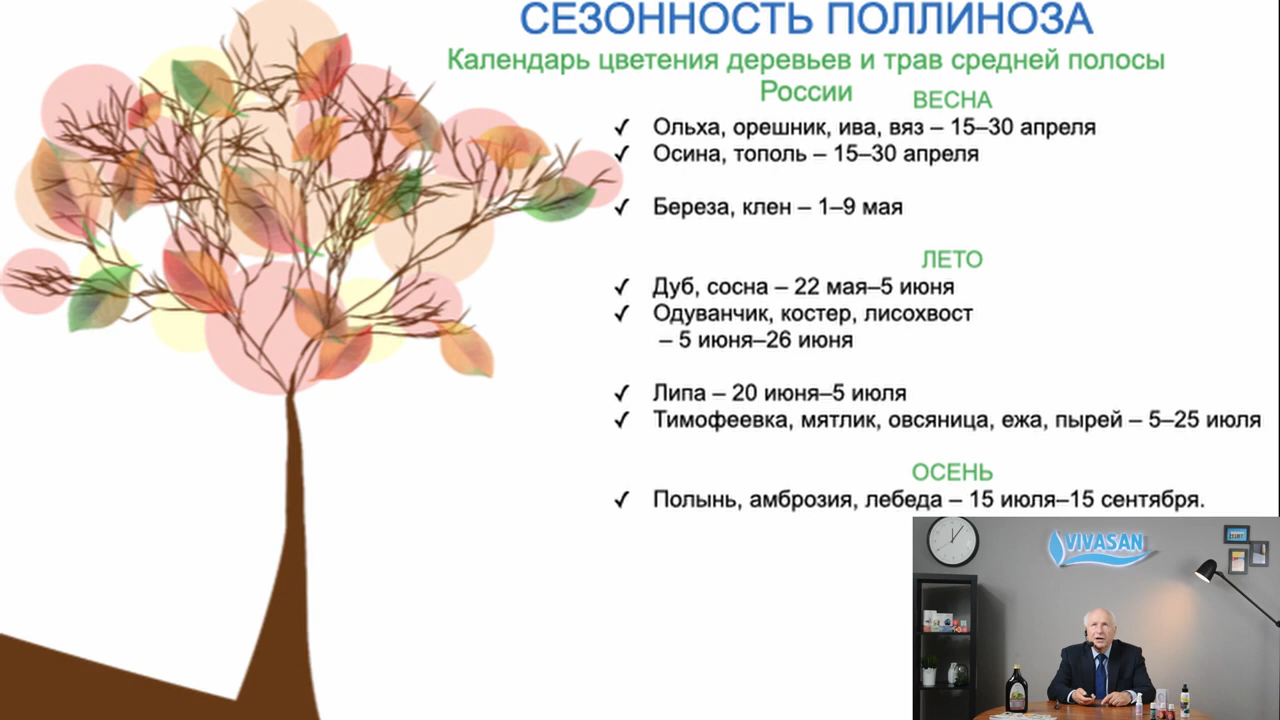 СЕЗОННОСТЬ ПОЛЛИНОЗА
Календарь цветения деревьев и трав средней полосы
России
ВЕСНА
✓ Ольха, орешник, ива, вяз – 15–30 апреля
✓ Осина, тополь – 15–30 апреля
✓ Береза, клен – 1–9 мая
ЛЕТО
✓ Дуб, сосна – 22 мая–5 июня
✓ Одуванчик, костер, лисохвост
– 5 июня–26 июня
✓ Липа – 20 июня–5 июля
✓ Тимофеевка, мятлик, овсяница, ежа, пырей – 5–25 июля
ОСЕНЬ
✓ Полынь, амброзия, лебеда – 15 июля–15 сентября.
VIVASAN